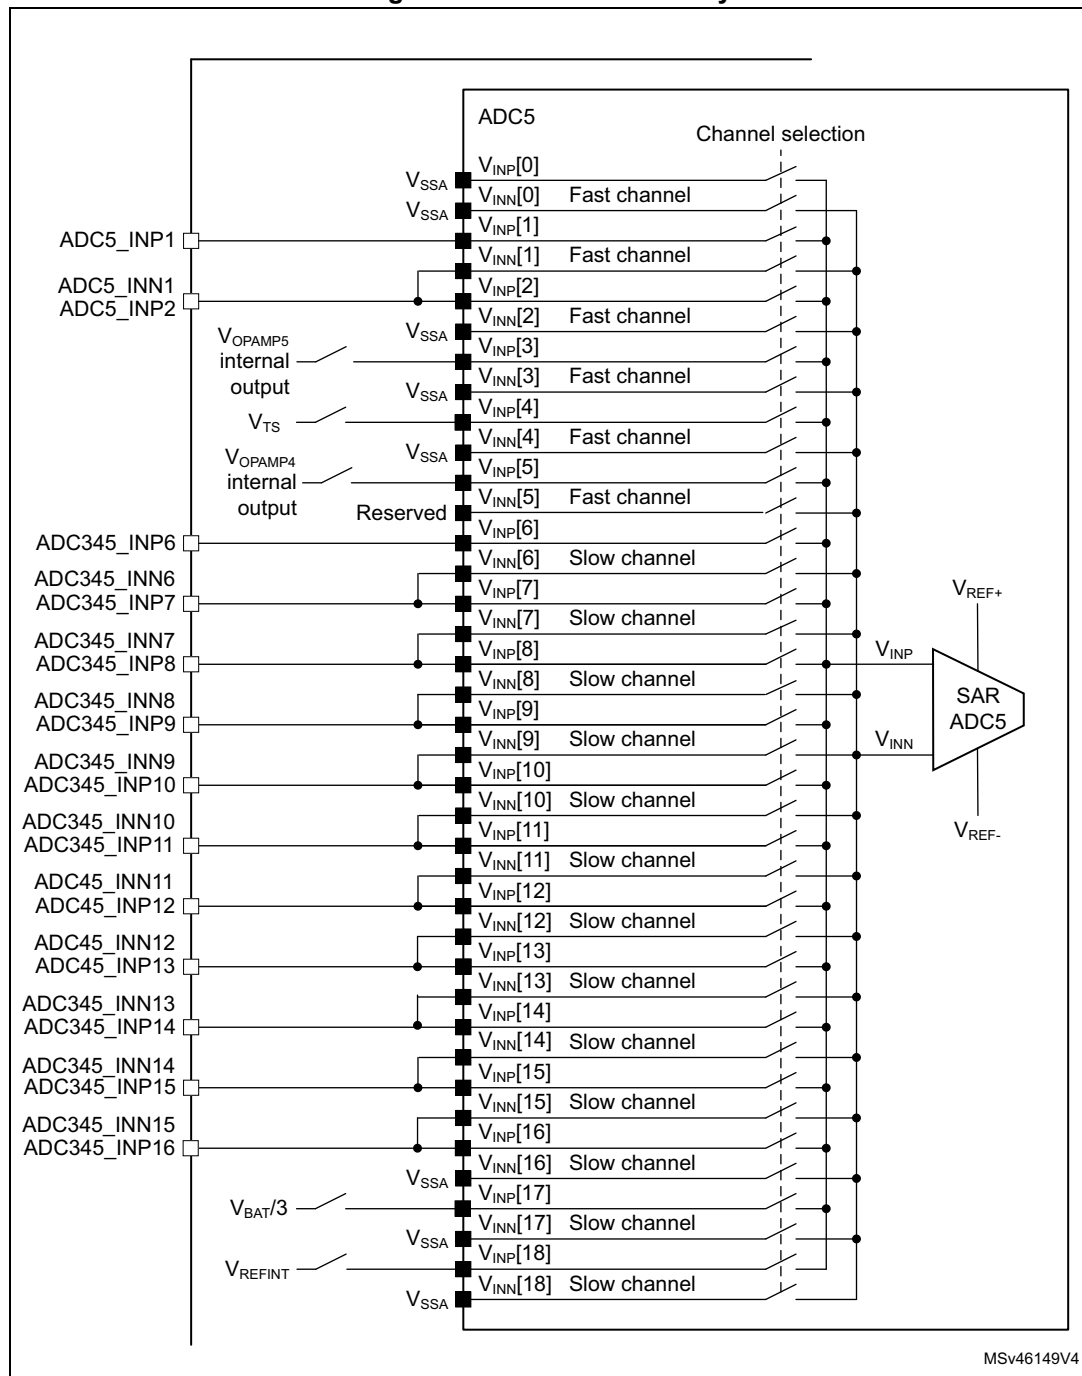 ADC5
Channel selection
VINP[0]
VSSA
VINN[0] Fast channel
VSSA
VINP[1]
ADC5_INP1
VINN[1] Fast channel
ADC5_INN1
VINP[2]
ADC5_INP2
VINN[2] Fast channel
VSSA
VOPAMP5
VINP[3]
internal
output
VINN[3] Fast channel
VSSA
VINP[4]
VTS
VINN[4] Fast channel
VSSA
VOPAMP4
VINP[5]
internal
output
VINN[5] Fast channel
Reserved
VINP[6]
ADC345_INP6
VINN[6] Slow channel
ADC345_INN6
VINP[7]
ADC345_INP7
VREF+
VINN[7] Slow channel
ADC345_INN7
VINP[8]
ADC345_INP8
VINP
VINN[8] Slow channel
ADC345_INN8
SAR
ADC5
VINP[9]
ADC345_INP9
VINN[9] Slow channel
VINN
ADC345_INN9
VINP[10]
ADC345_INP10
VINN[10] Slow channel
ADC345_INN10
VREF-
VINP[11]
ADC345_INP11
VINN[11] Slow channel
ADC45_INN11
VINP[12]
ADC45_INP12
VINN[12] Slow channel
ADC45_INN12
VINP[13]
ADC45_INP13
VINN[13] Slow channel
ADC345_INN13
VINP[14]
ADC345_INP14
VINN[14] Slow channel
ADC345_INN14
VINP[15]
ADC345_INP15
VINN[15] Slow channel
ADC345_INN15
VINP[16]
ADC345_INP16
VINN[16] Slow channel
VSSA
VINP[17]
VBAT/3
VINN[17] Slow channel
VSSA
VINP[18]
VREFINT
VINN[18] Slow channel
VSSA
MSv46149V4